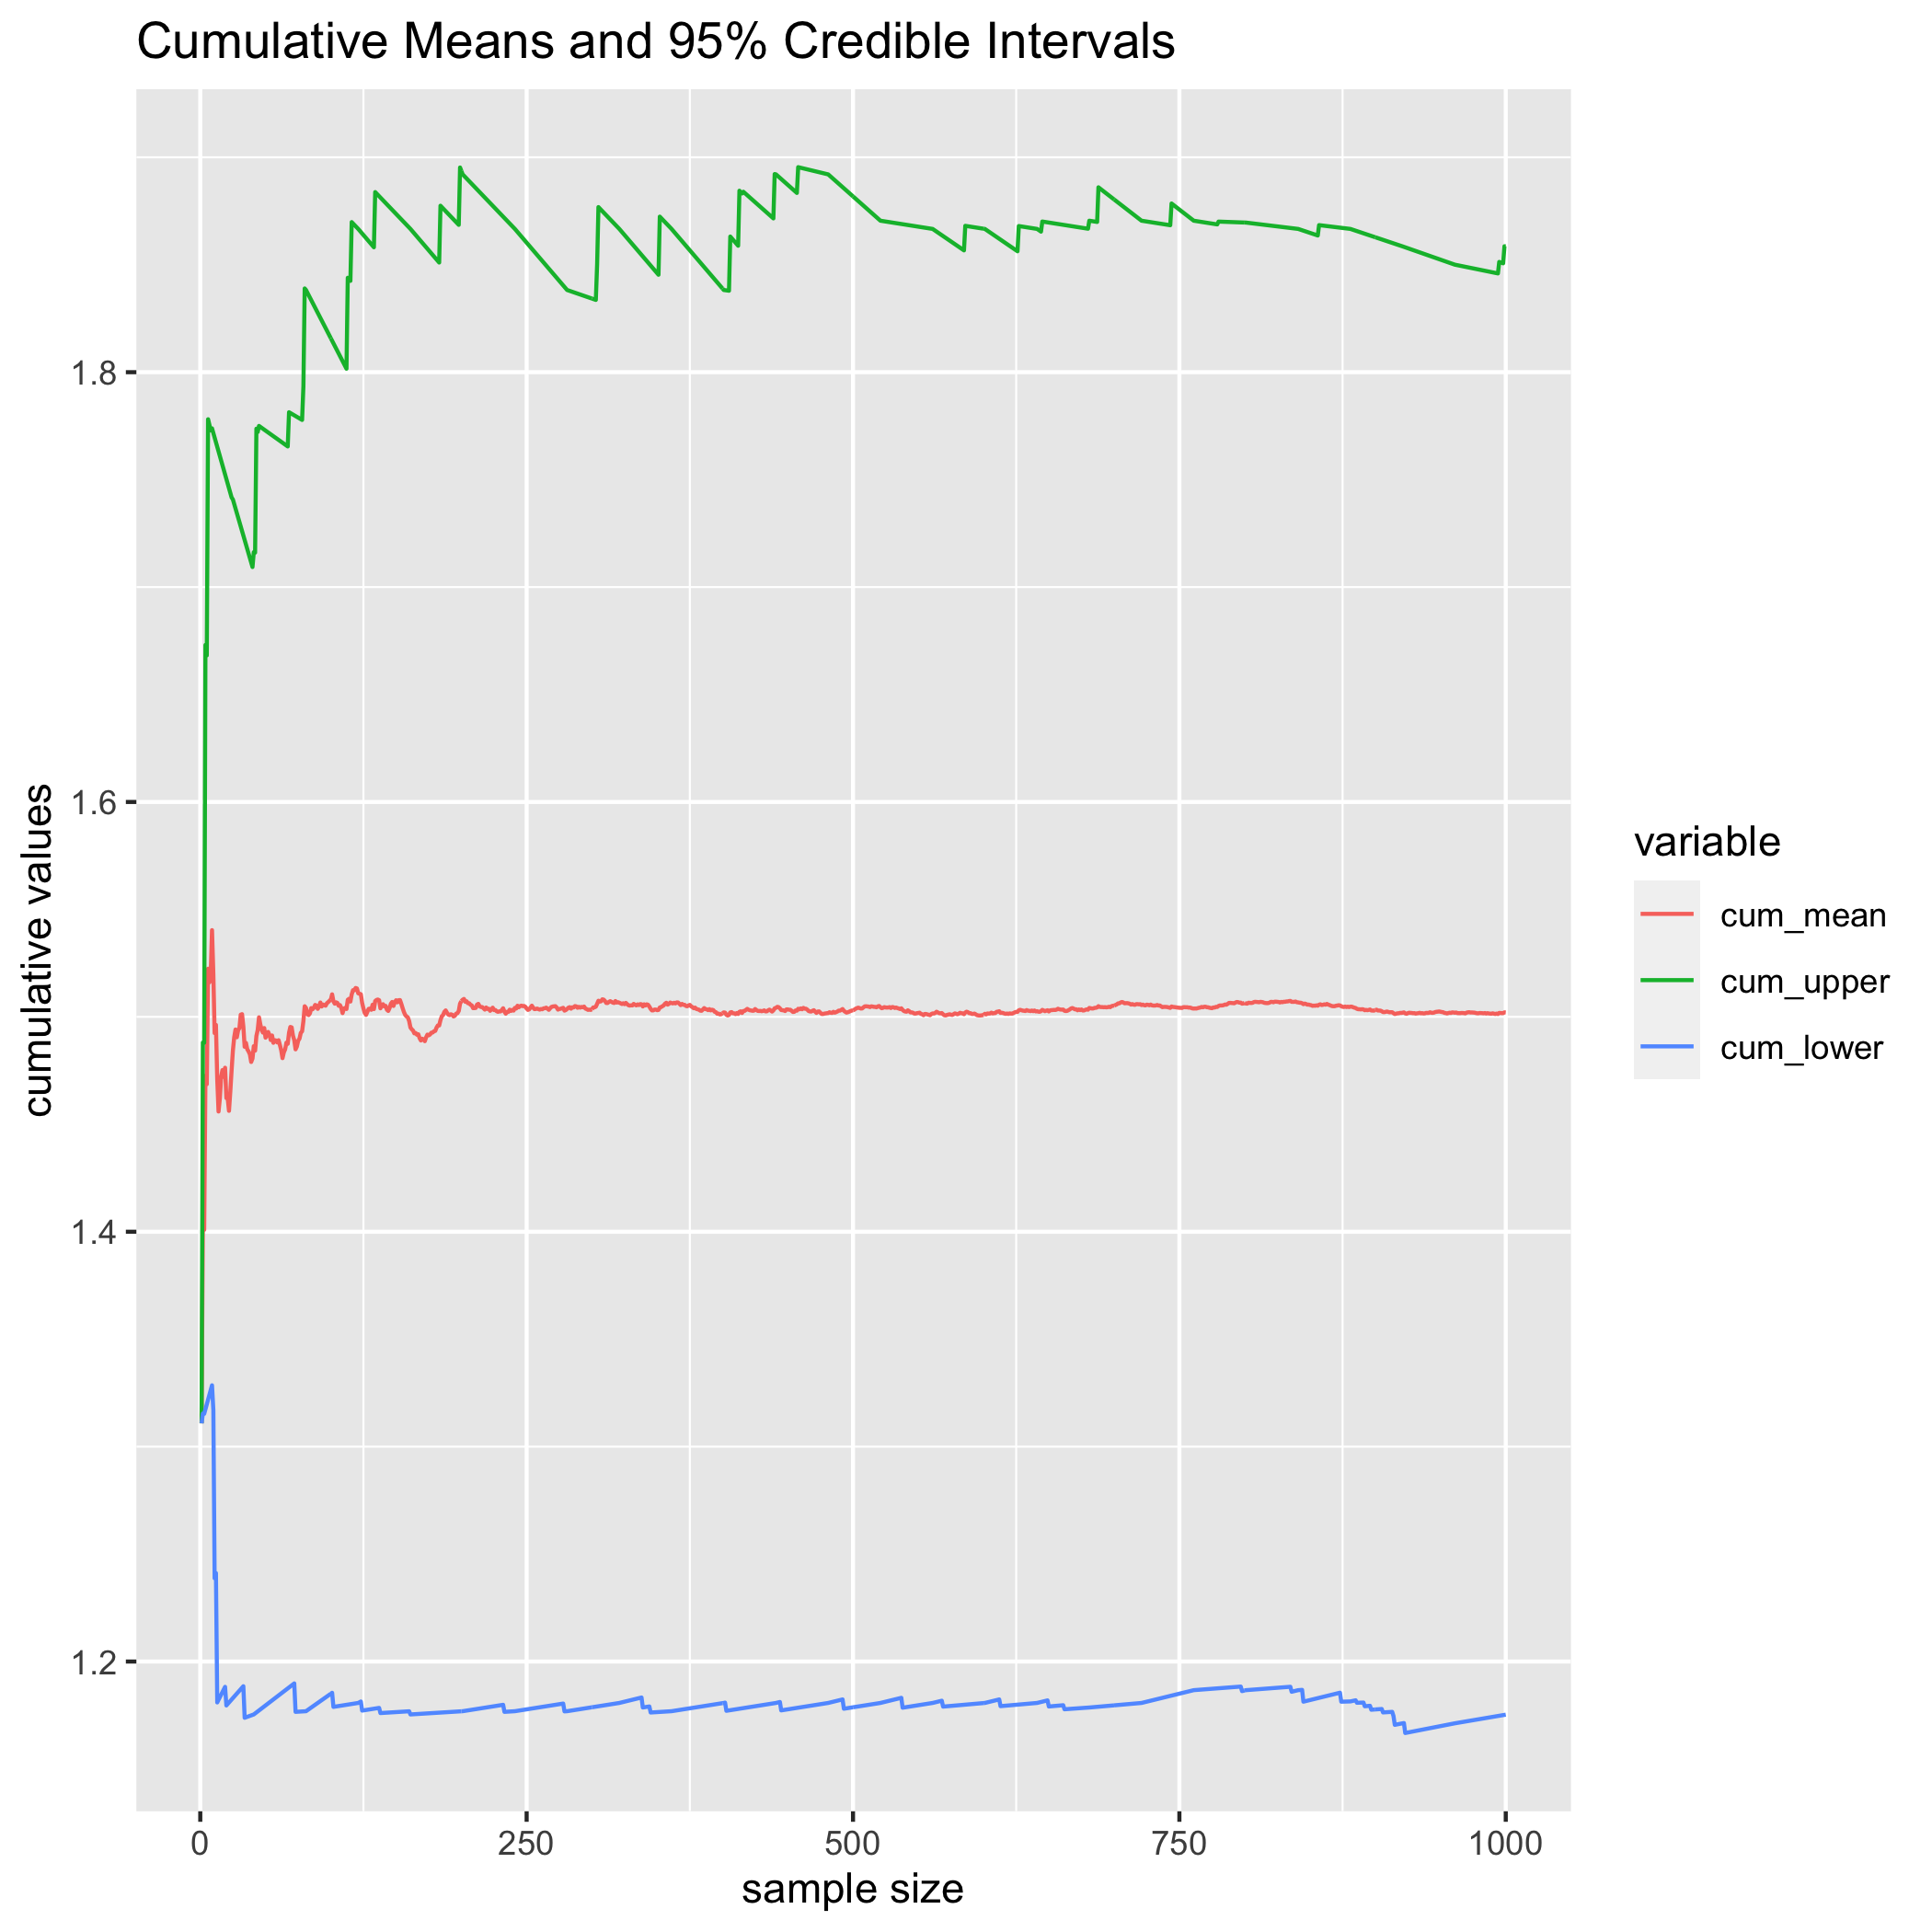 Cumulative Means and 95% Credible Intervals
cumulative values
1.8
1.6
1.4
1.2
0 250 500 750 1000
sample size
variable
cum_mean
cum_upper
cum_lower